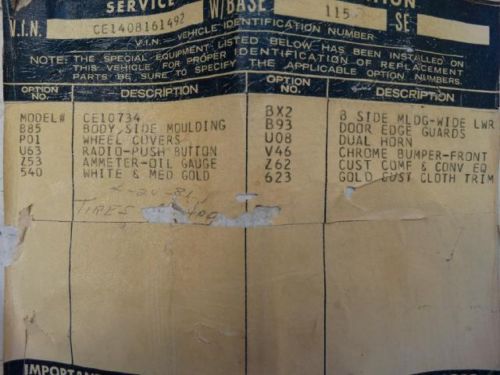 SERVICE
W/BASE 115 SE
V.I.N. CE1408161492
V.I.N. - VEHICLE IDENTIFICATION NUMBER
NOTE: THE SPECIAL EQUIPMENT LISTED BELOW HAS BEEN INSTALLED ON
THIS VEHICLE. FOR PROPER IDENTIFICATION OF REPLACEMENT
PARTS BE SURE TO SPECIFY THE APPLICABLE OPTION NUMBERS.
OPTION NO. DESCRIPTION OPTION NO. DESCRIPTION
MODEL# CE10734 BX2 B SIDE MLDG-WIDE LWR
B85 BODY SIDE MOULDING B93 DOOR EDGE GUARDS
P01 WHEEL COVERS U08 DUAL HORN
U63 RADIO-PUSH BUTTON V46 CHROME BUMPER-FRONT
Z53 AMMETER-OIL GAUGE Z62 CUST COMF & CONV EQ
540 WHITE & MED GOLD 623 GOLD CUST CLOTH TRIM
TIRES